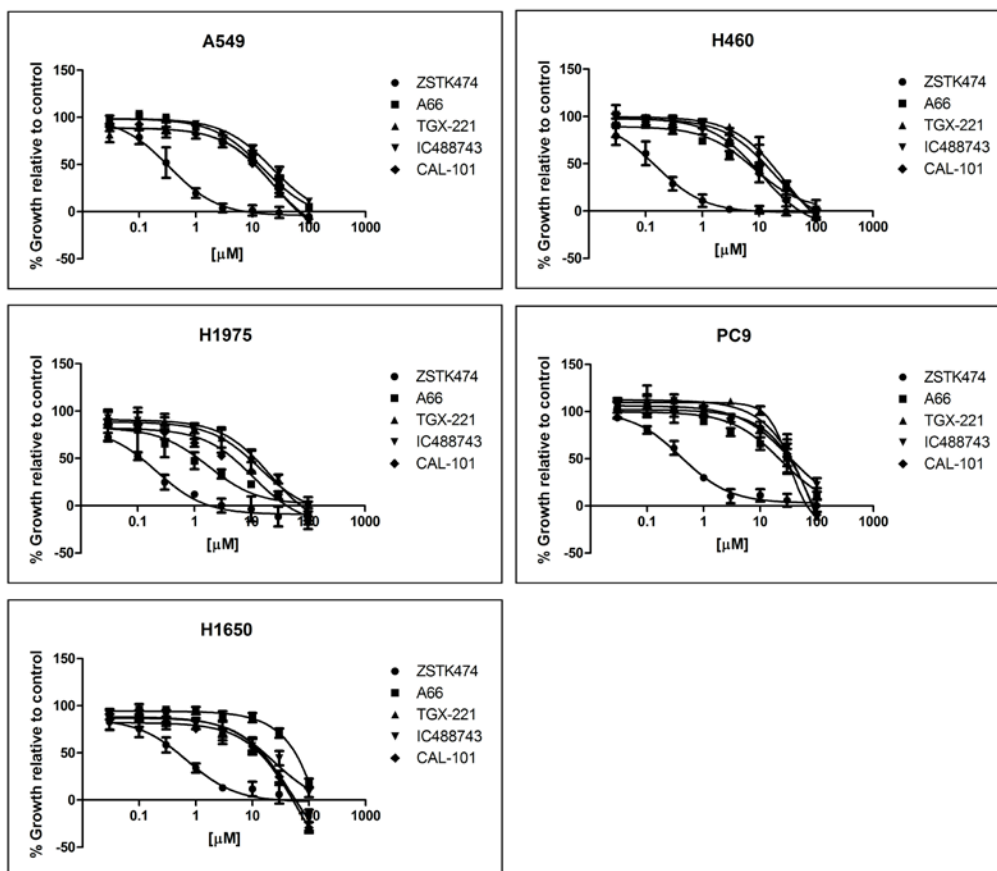 A549
150
100
50
0
-50
0.1
1
10
100
1000
% Growth relative to control
[μM]
ZSTK474
A66
TGX-221
IC488743
CAL-101
H460
150
100
50
0
-50
0.1
1
10
100
1000
% Growth relative to control
[μM]
ZSTK474
A66
TGX-221
IC488743
CAL-101
H1975
150
100
50
0
-50
0.1
1
10
100
1000
% Growth relative to control
[μM]
ZSTK474
A66
TGX-221
IC488743
CAL-101
PC9
150
100
50
0
-50
0.1
1
10
100
1000
% Growth relative to control
[μM]
ZSTK474
A66
TGX-221
IC488743
CAL-101
H1650
150
100
50
0
-50
0.1
1
10
100
1000
% Growth relative to control
[μM]
ZSTK474
A66
TGX-221
IC488743
CAL-101